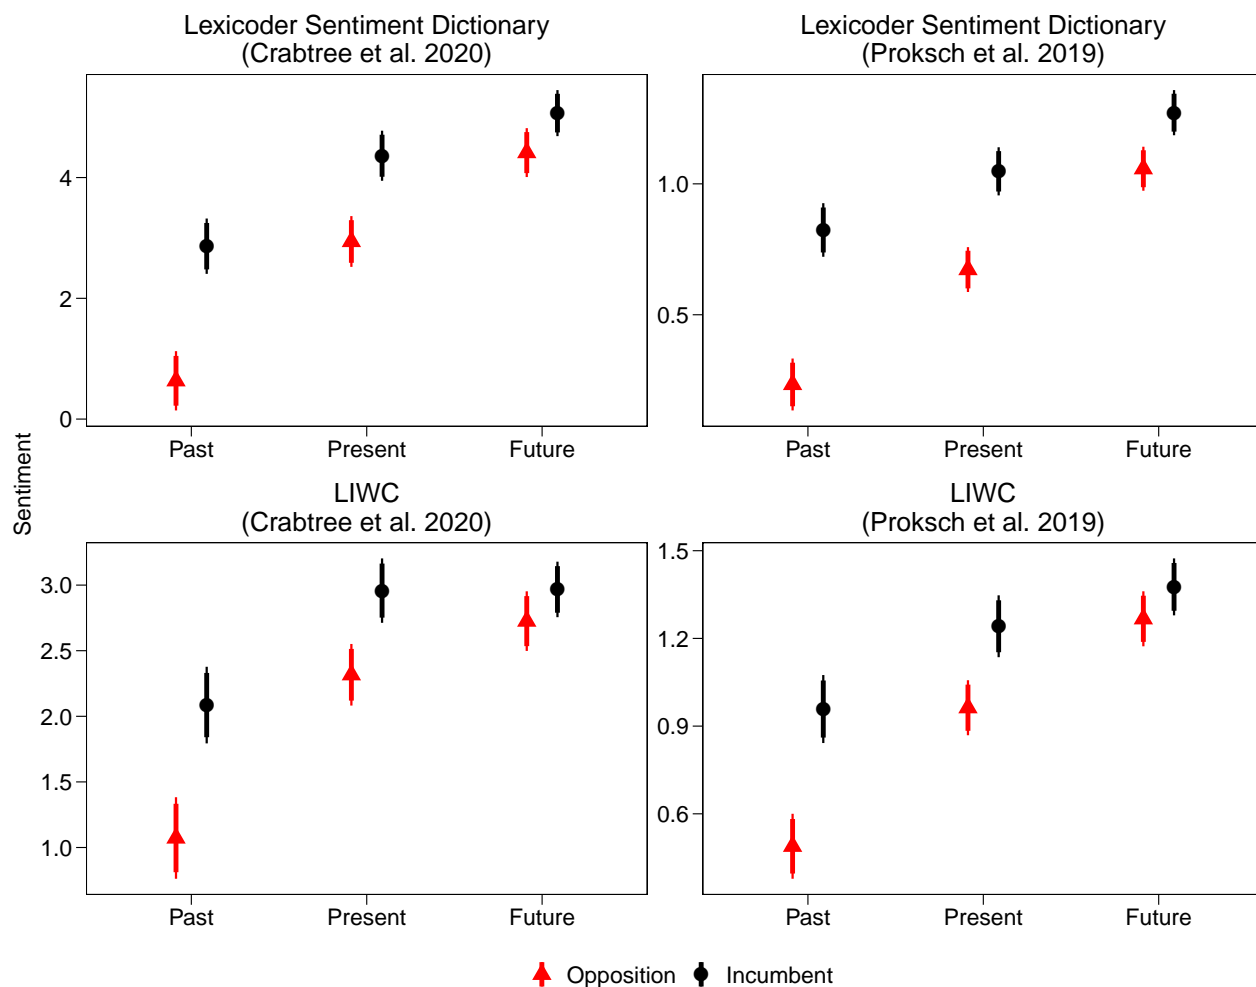 Lexicoder Sentiment Dictionary
(Crabtree et al. 2020)
4
2
0
Past Present Future
Lexicoder Sentiment Dictionary
(Proksch et al. 2019)
1.0
0.5
Past Present Future
Sentiment
LIWC
(Crabtree et al. 2020)
3.0
2.5
2.0
1.5
1.0
Past Present Future
LIWC
(Proksch et al. 2019)
1.5
1.2
0.9
0.6
Past Present Future
Opposition Incumbent